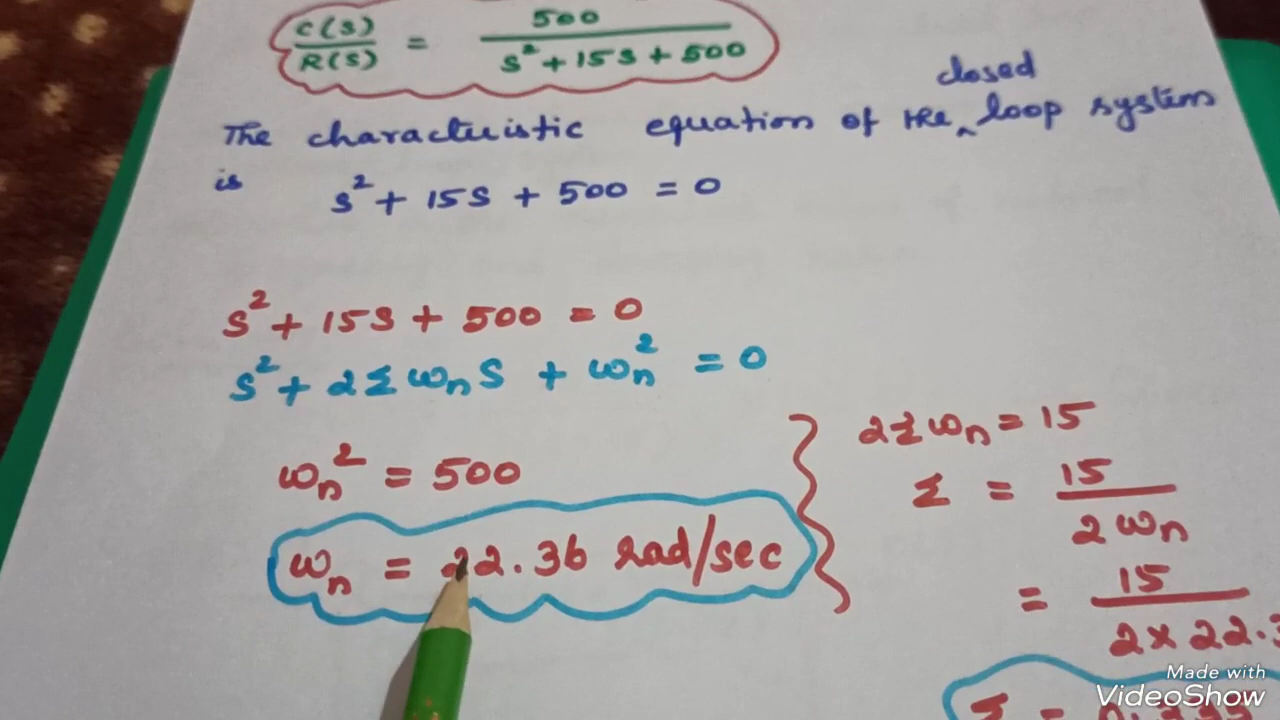 C(S)/R(S) = 500/(S² + 15S + 500)
The characteristic equation of the closed loop system
is S² + 15S + 500 = 0
S² + 15S + 500 = 0
S² + 2ξωₙS + ωₙ² = 0
ωₙ² = 500
ωₙ = 22.36 rad/sec
2ξωₙ = 15
ξ = 15/(2ωₙ)
= 15/(2×22.
ξ =
Made with
VideoShow